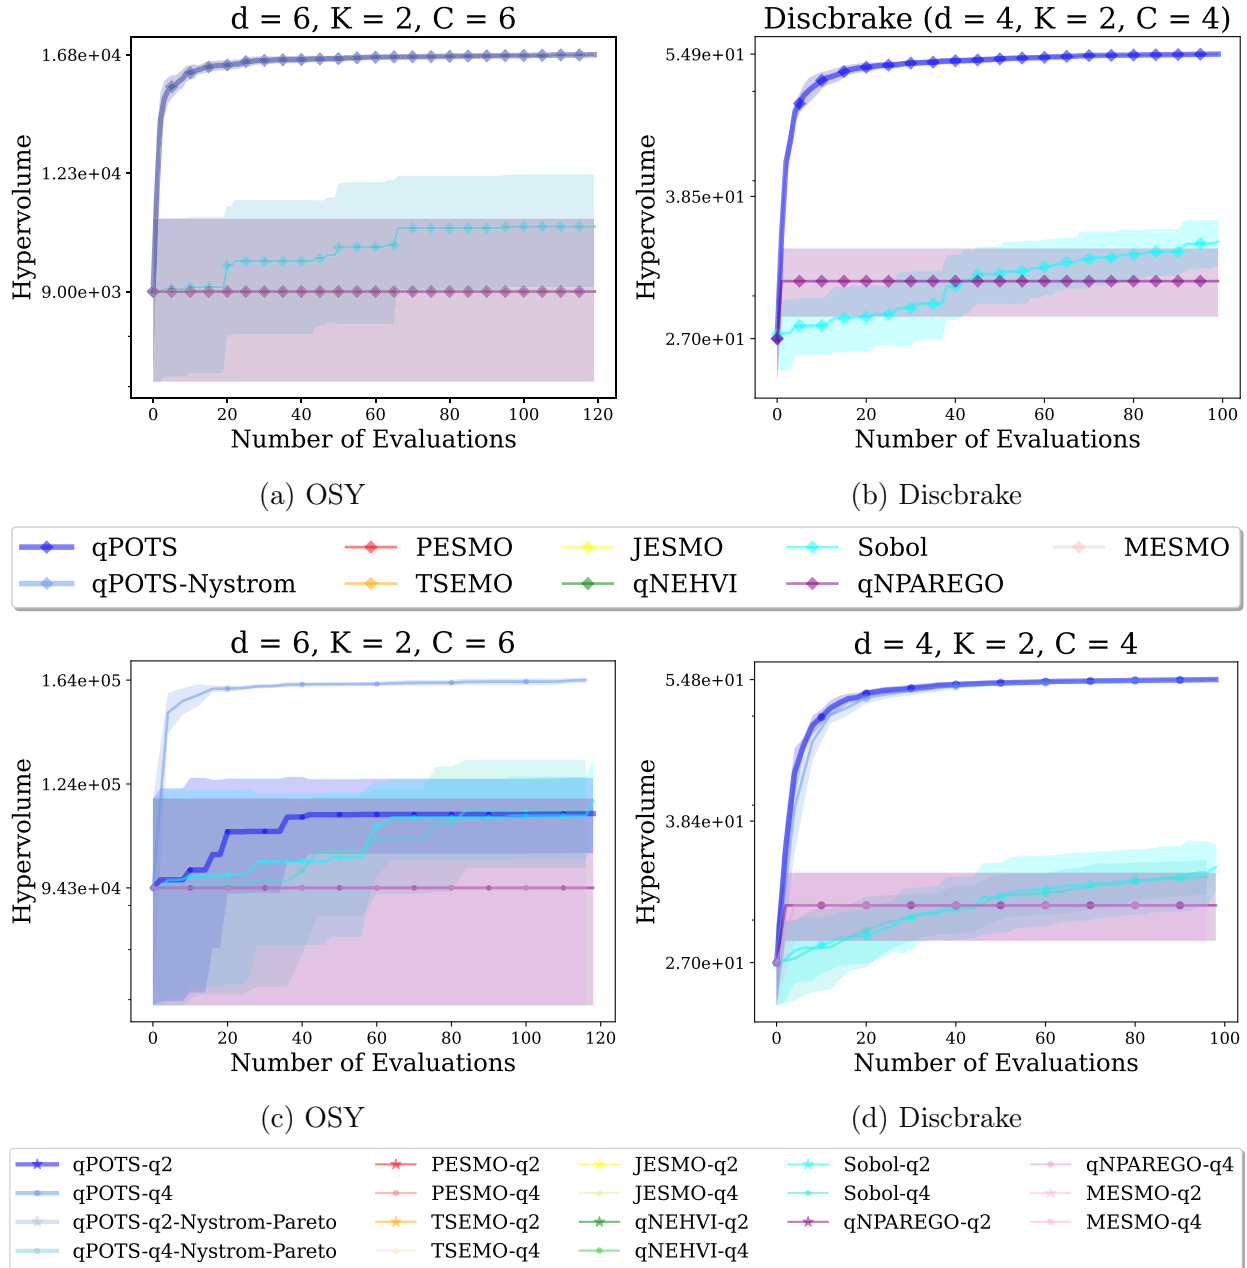 d = 6, K = 2, C = 6
Discbrake (d = 4, K = 2, C = 4)
Hypervolume
1.68e+04
1.23e+04
9.00e+03
0 20 40 60 80 100 120
Number of Evaluations
Hypervolume
5.49e+01
3.85e+01
2.70e+01
0 20 40 60 80 100
Number of Evaluations
(a) OSY
(b) Discbrake
qPOTS PESMO JESMO Sobol MESMO
qPOTS-Nystrom TSEMO qNEHVI qNPAREGO
d = 6, K = 2, C = 6
d = 4, K = 2, C = 4
Hypervolume
1.64e+05
1.24e+05
9.43e+04
0 20 40 60 80 100 120
Number of Evaluations
Hypervolume
5.48e+01
3.84e+01
2.70e+01
0 20 40 60 80 100
Number of Evaluations
(c) OSY
(d) Discbrake
qPOTS-q2 PESMO-q2 JESMO-q2 Sobol-q2 qNPAREGO-q4
qPOTS-q4 PESMO-q4 JESMO-q4 Sobol-q4 MESMO-q2
qPOTS-q2-Nystrom-Pareto TSEMO-q2 qNEHVI-q2 qNPAREGO-q2 MESMO-q4
qPOTS-q4-Nystrom-Pareto TSEMO-q4 qNEHVI-q4